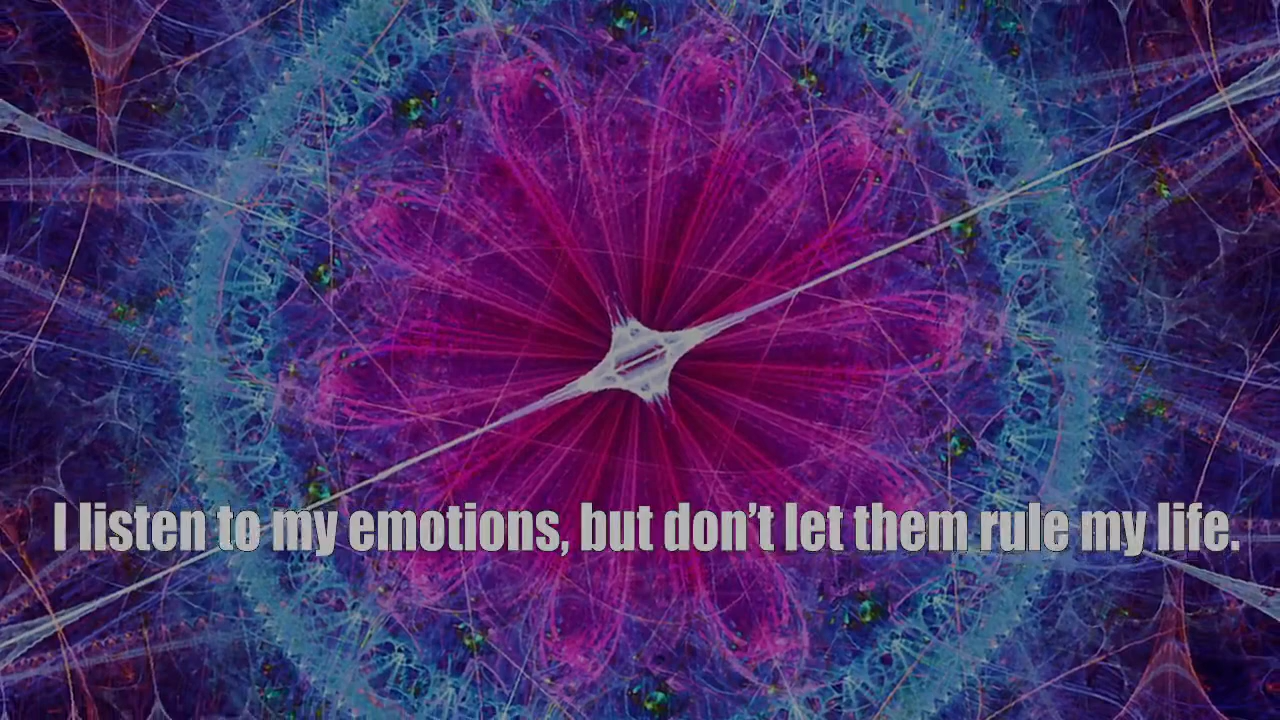 I listen to my emotions, but don’t let them rule my life.